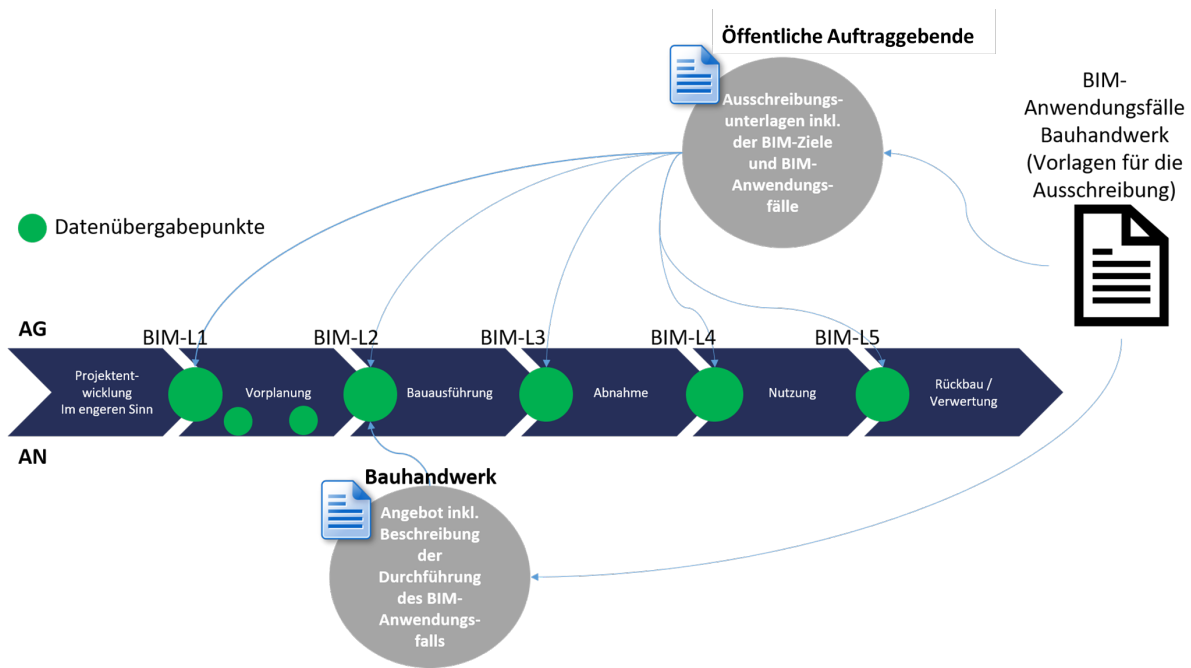 Öffentliche Auftraggebende
Ausschreibungs-
unterlagen inkl.
der BIM-Ziele
und BIM-
Anwendungs-
fälle
BIM-
Anwendungsfälle
Bauhandwerk
(Vorlagen für die
Ausschreibung)
Datenübergabepunkte
AG
BIM-L1
BIM-L2
BIM-L3
BIM-L4
BIM-L5
Projektent-
wicklung
Im engeren Sinn
Vorplanung
Bauausführung
Abnahme
Nutzung
Rückbau /
Verwertung
AN
Bauhandwerk
Angebot inkl.
Beschreibung
der
Durchführung
des BIM-
Anwendungs-
falls